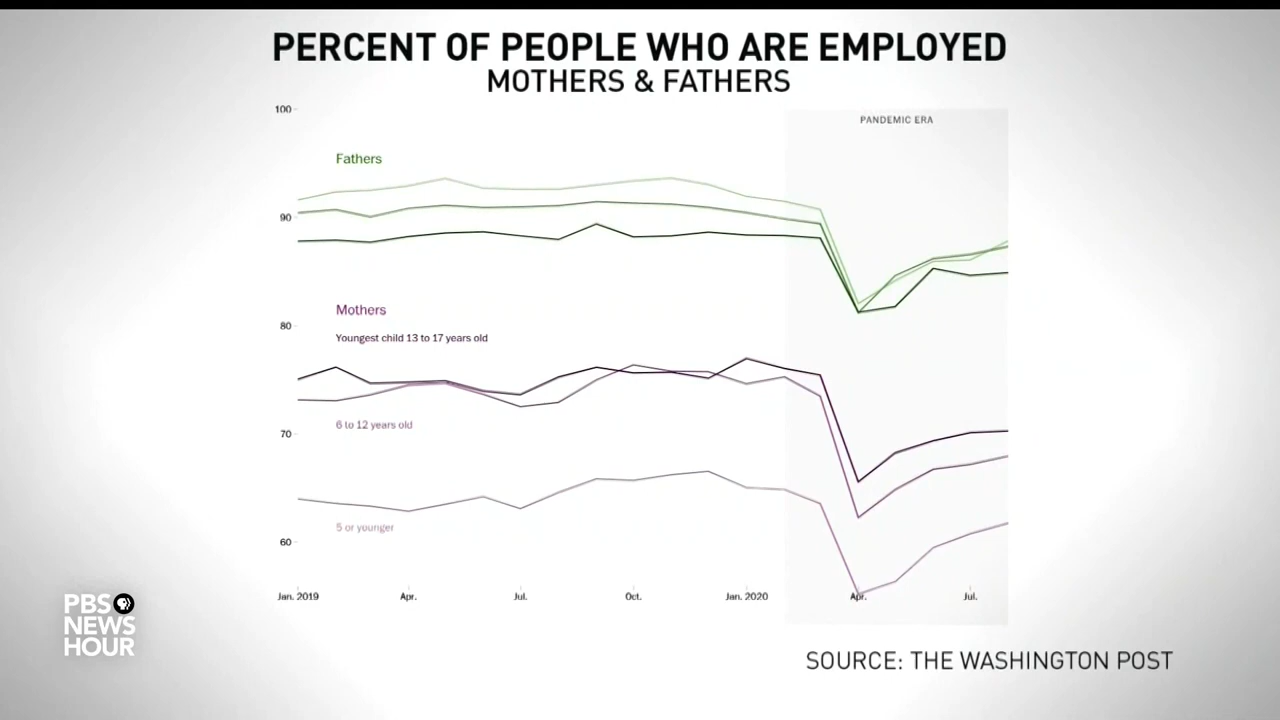 PERCENT OF PEOPLE WHO ARE EMPLOYED
MOTHERS & FATHERS
100
PANDEMIC ERA
Fathers
90
Mothers
80
Youngest child 13 to 17 years old
70
6 to 12 years old
5 or younger
60
Jan. 2019 Apr. Jul. Oct. Jan. 2020 Apr. Jul.
PBS
NEWS
HOUR
SOURCE: THE WASHINGTON POST